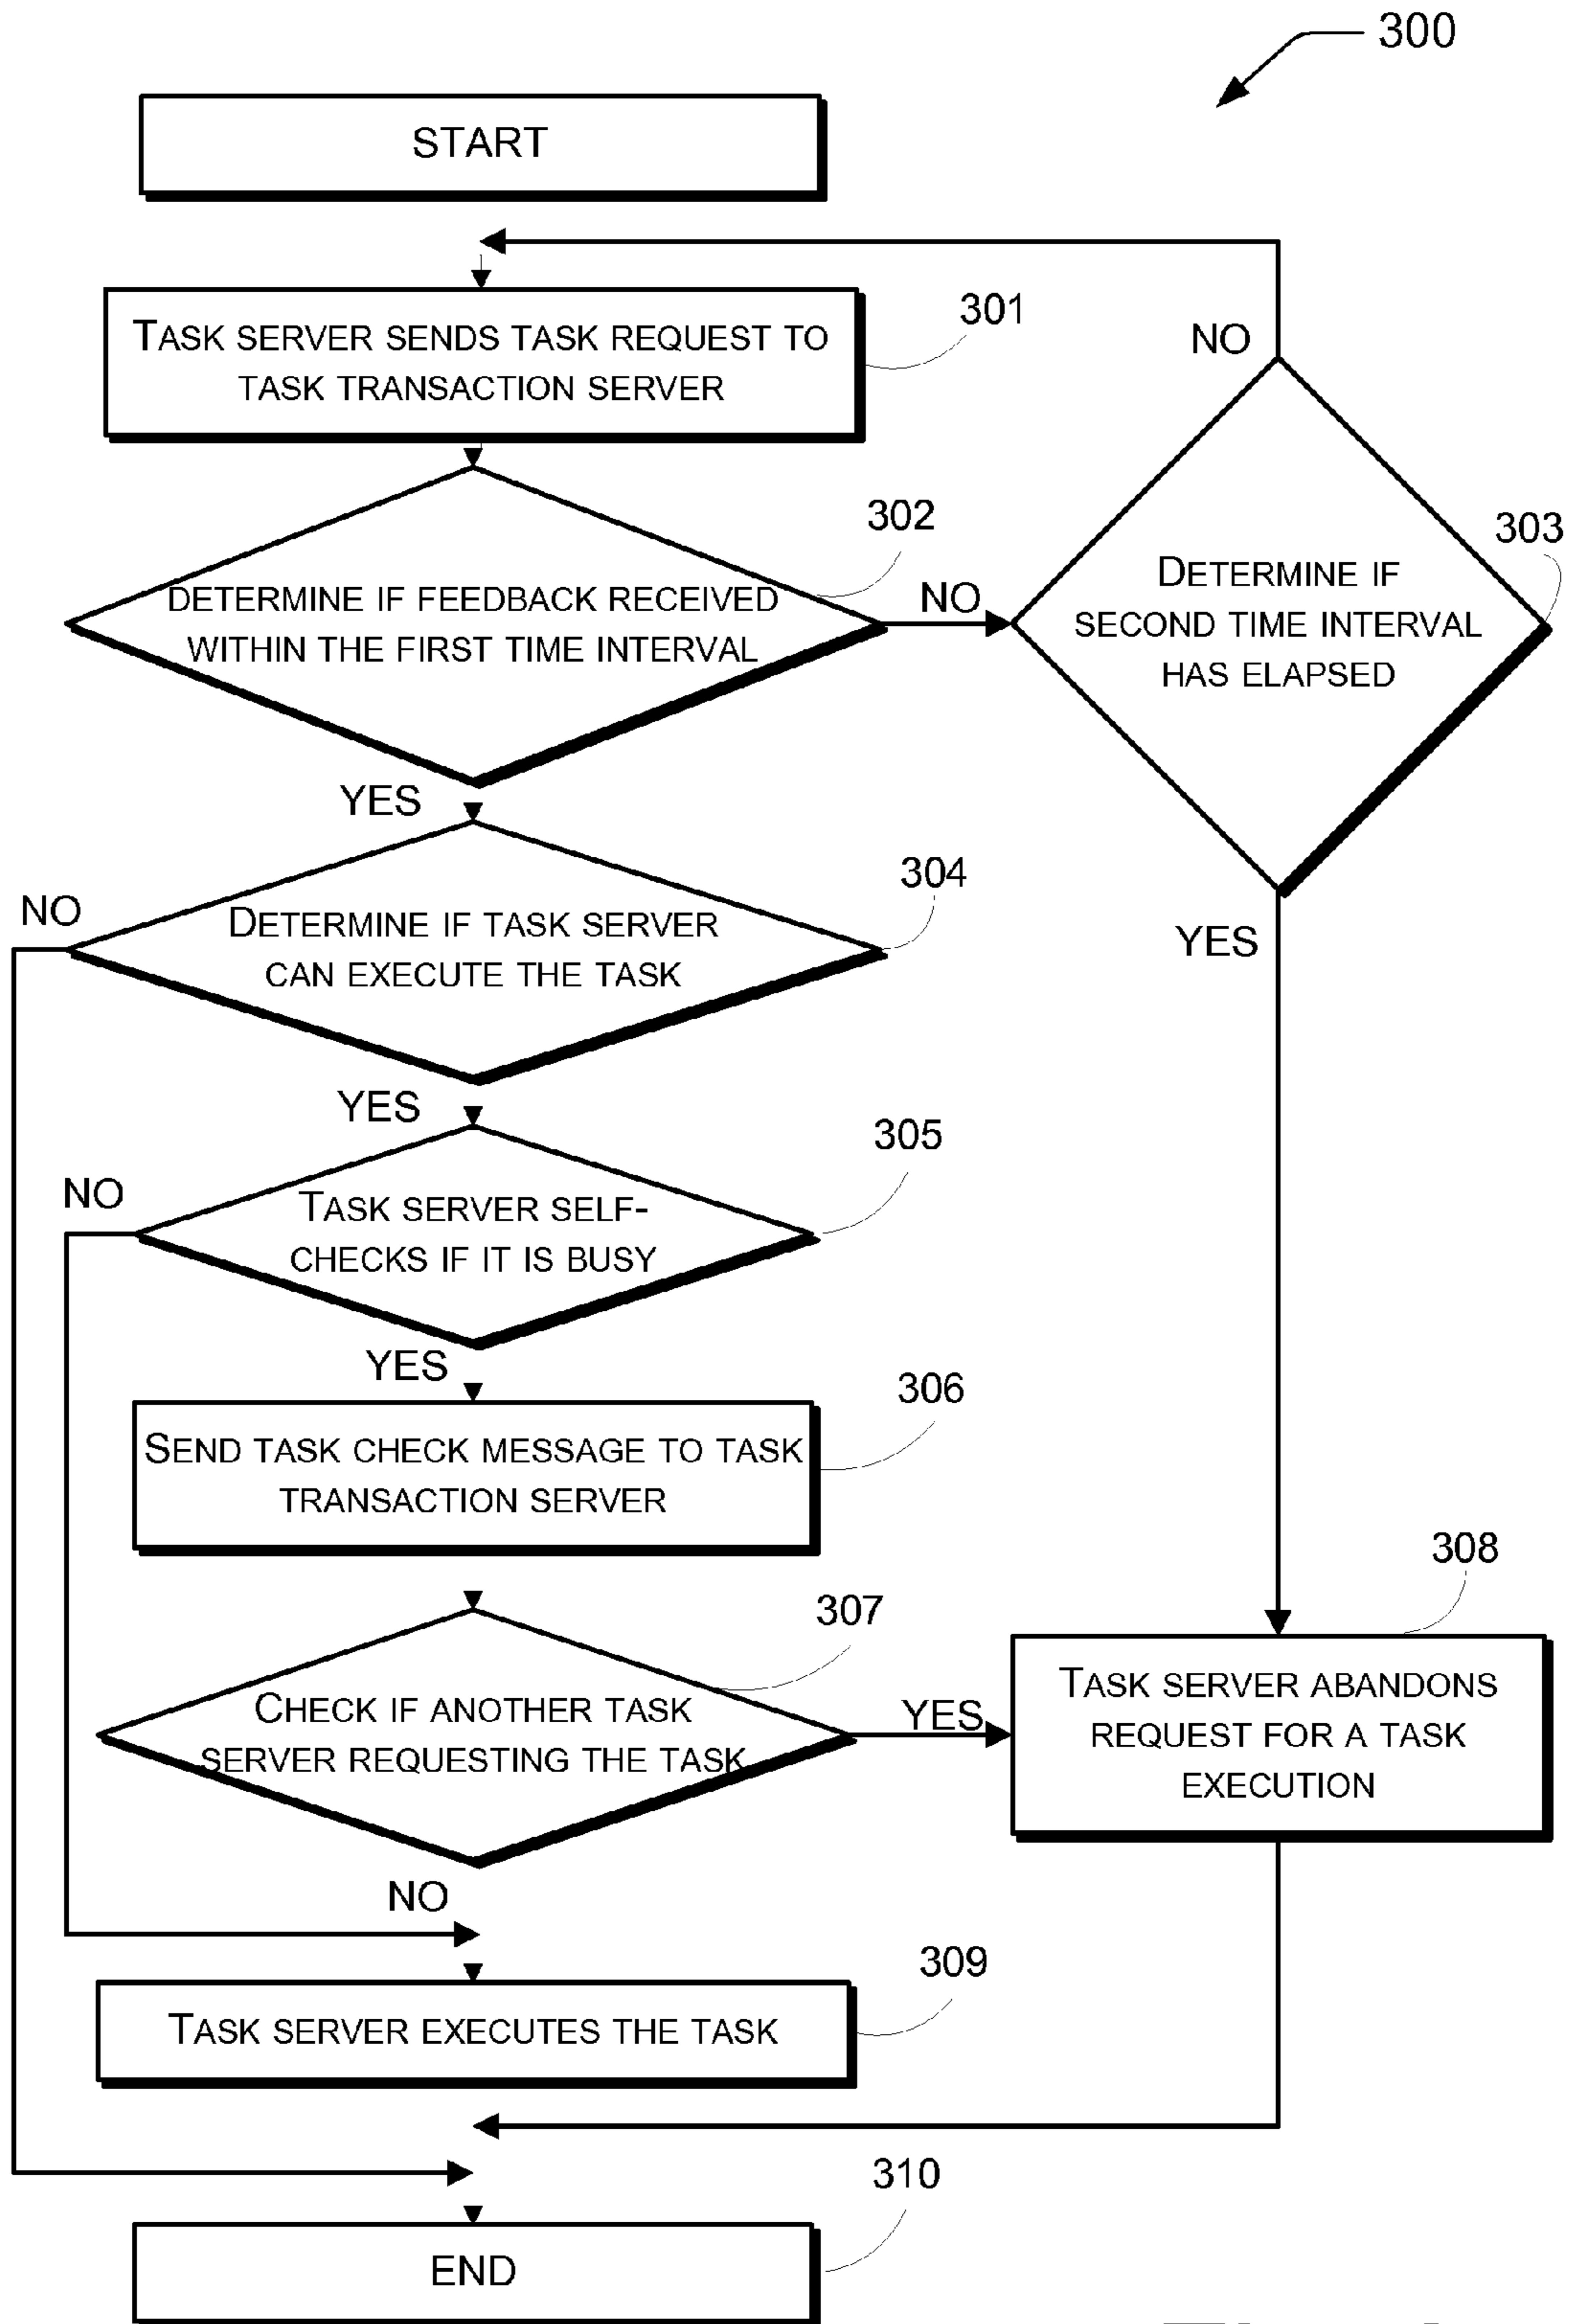 300
START
TASK SERVER SENDS TASK REQUEST TO
TASK TRANSACTION SERVER
301
NO
302
DETERMINE IF FEEDBACK RECEIVED
WITHIN THE FIRST TIME INTERVAL
NO
303
DETERMINE IF
SECOND TIME INTERVAL
HAS ELAPSED
YES
304
NO
DETERMINE IF TASK SERVER
CAN EXECUTE THE TASK
YES
YES
305
NO
TASK SERVER SELF-
CHECKS IF IT IS BUSY
YES
306
SEND TASK CHECK MESSAGE TO TASK
TRANSACTION SERVER
307
CHECK IF ANOTHER TASK
SERVER REQUESTING THE TASK
YES
308
TASK SERVER ABANDONS
REQUEST FOR A TASK
EXECUTION
NO
309
TASK SERVER EXECUTES THE TASK
310
END